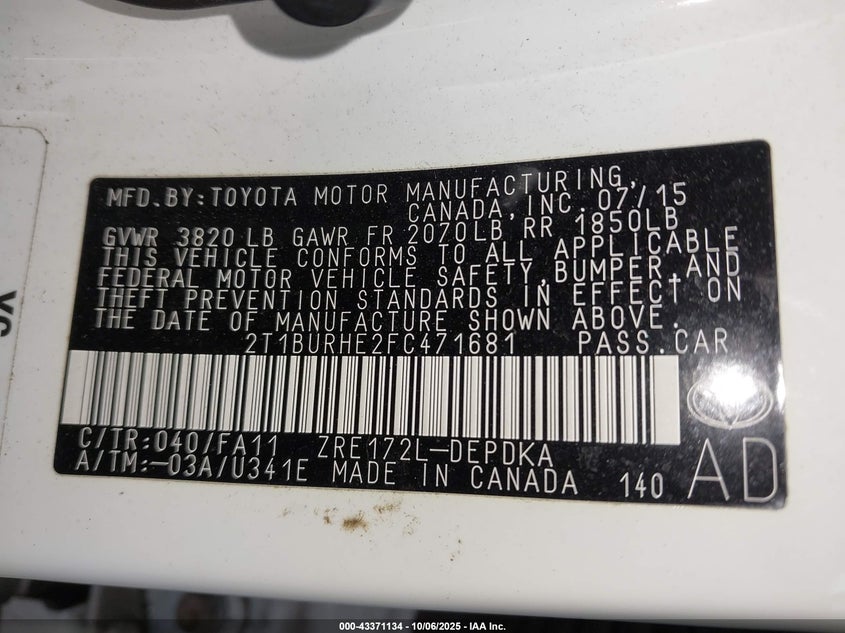 MFD.BY:TOYOTA MOTOR MANUFACTURING,
CANADA,INC.07/15
GVWR 3820LB GAWR FR 2070LB RR 1850LB
THIS VEHICLE CONFORMS TO ALL APPLICABLE
FEDERAL MOTOR VEHICLE SAFETY,BUMPER,AND
THEFT PREVENTION STANDARDS IN EFFECT ON
THE DATE OF MANUFACTURE SHOWN ABOVE.
2T1BURHE2FC471681 PASS.CAR
C/TR:040/FA11 ZRE172L-DEPDKA
A/TM:-03A/U341E MADE IN CANADA 140 AD
000-43371134 - 10/06/2025 - IAA Inc.